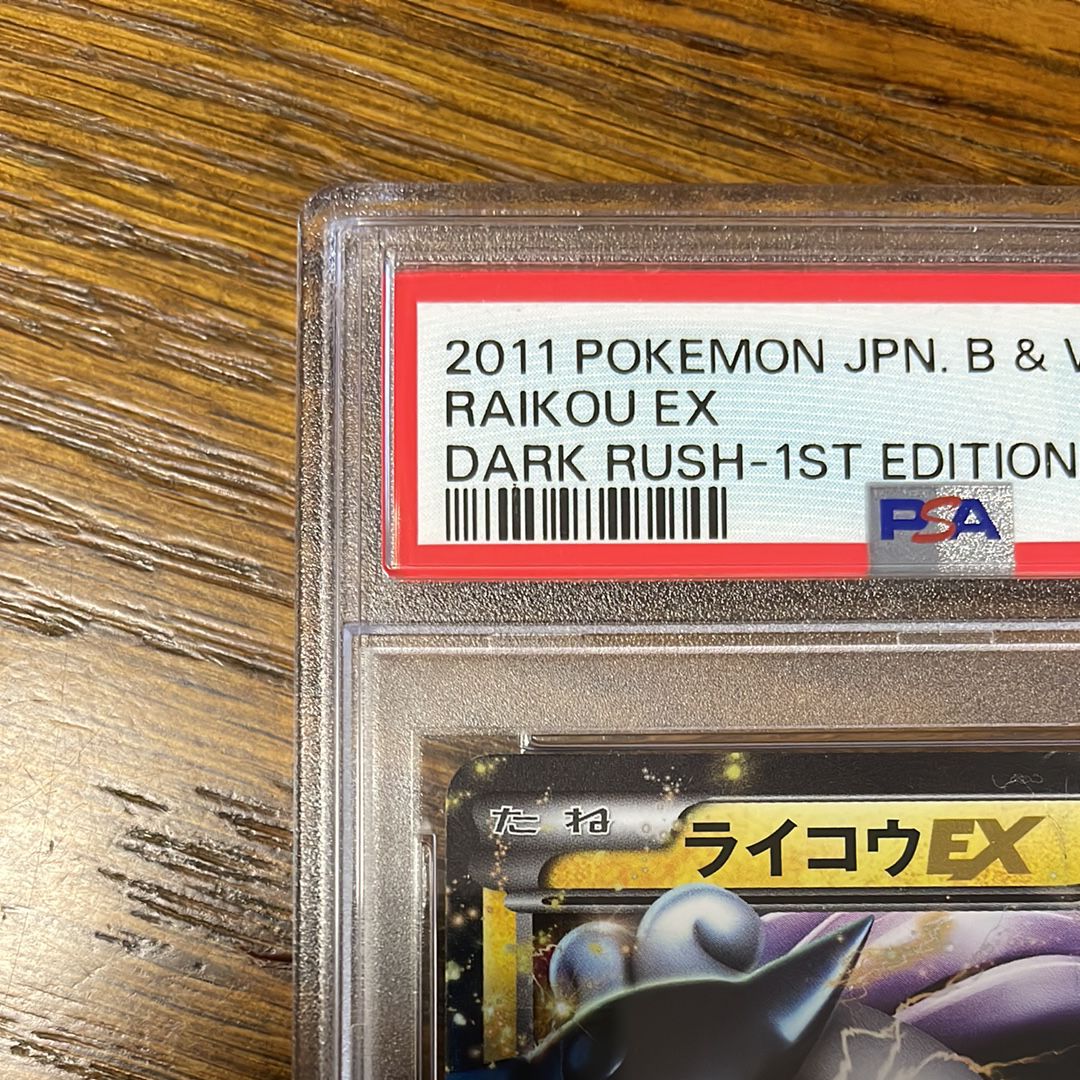 2011 POKEMON JPN. B &
RAIKOU EX
DARK RUSH-1ST EDITION
PSA
たね
ライコウEX